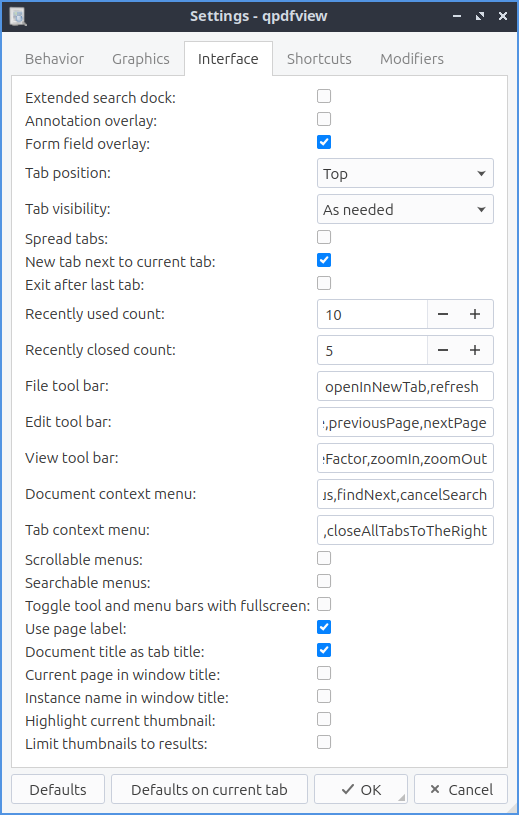 Settings - qpdfview
Behavior Graphics Interface Shortcuts Modifiers
Extended search dock:
Annotation overlay:
Form field overlay:
Tab position: Top
Tab visibility: As needed
Spread tabs:
New tab next to current tab:
Exit after last tab:
Recently used count: 10
Recently closed count: 5
File tool bar: openInNewTab,refresh
Edit tool bar: ,previousPage,nextPage
View tool bar: Factor,zoomIn,zoomOut
Document context menu: s,findNext,cancelSearch
Tab context menu: ,closeAllTabsToTheRight
Scrollable menus:
Searchable menus:
Toggle tool and menu bars with fullscreen:
Use page label:
Document title as tab title:
Current page in window title:
Instance name in window title:
Highlight current thumbnail:
Limit thumbnails to results:
Defaults Defaults on current tab OK Cancel